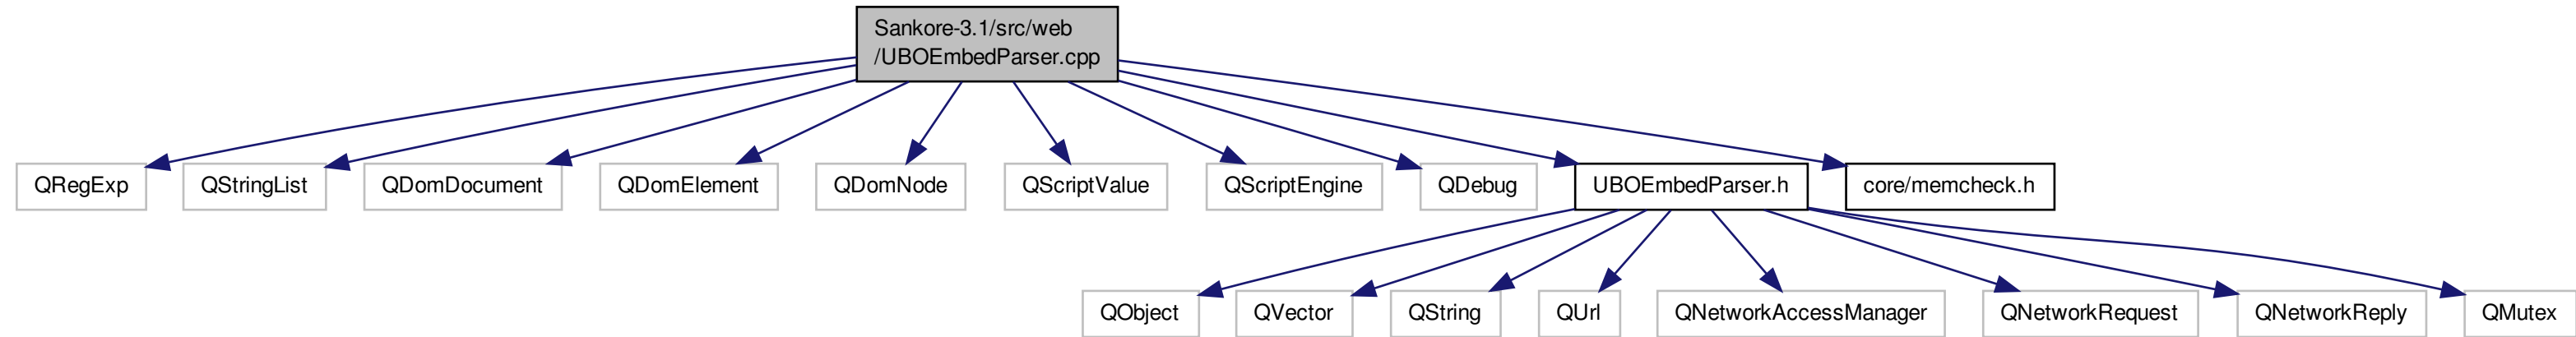 Sankore-3.1/src/web
/UBOEmbedParser.cpp
QRegExp
QStringList
QDomDocument
QDomElement
QDomNode
QScriptValue
QScriptEngine
QDebug
UBOEmbedParser.h
core/memcheck.h
QObject
QVector
QString
QUrl
QNetworkAccessManager
QNetworkRequest
QNetworkReply
QMutex